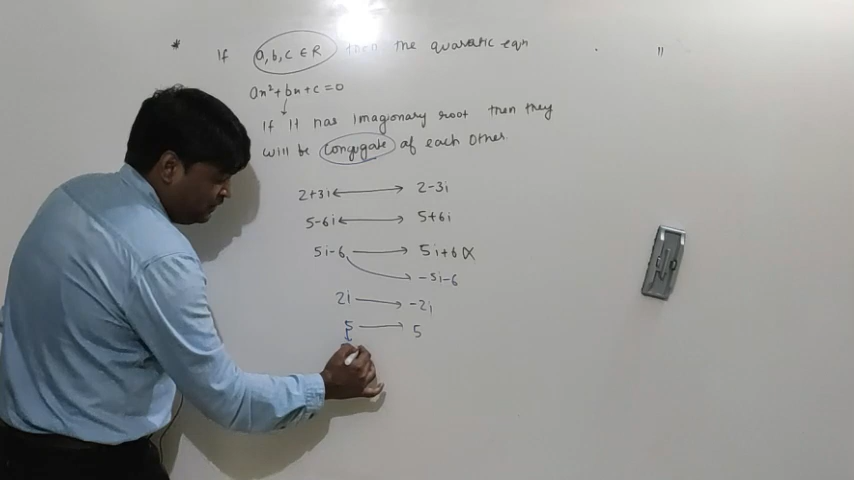 * If a, b, c ∈ R then the quadratic eqn "
ax²+bx+c=0
If it has imagionary root then they
will be conjugate of each other.
2+3i ⟷ 2-3i
5-6i ⟷ 5+6i
5i-6 ⟶ 5i+6 X
⟶ -5i-6
2i ⟶ -2i
5 ⟶ 5